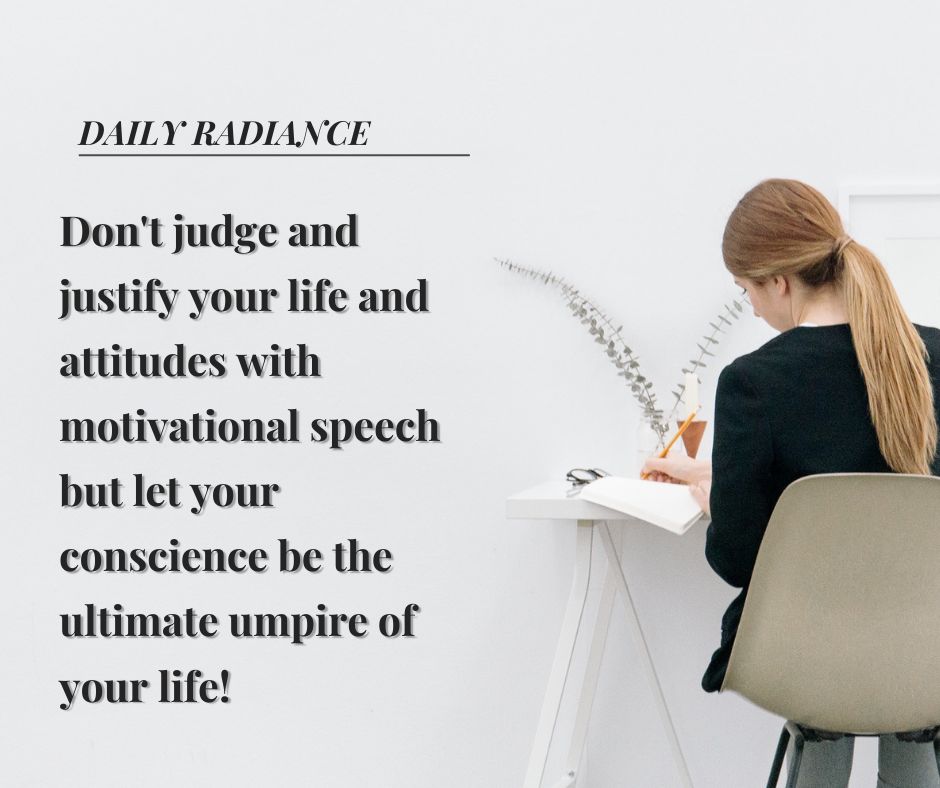 DAILY RADIANCE
Don't judge and
justify your life and
attitudes with
motivational speech
but let your
conscience be the
ultimate umpire of
your life!